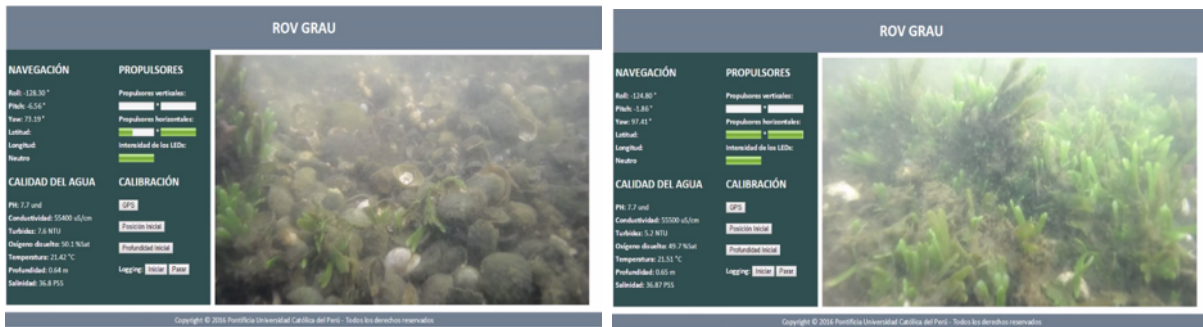 ROV GRAU
NAVEGACIÓN
Roll: -128.30 °
Pitch: -6.56 °
Yaw: 73.19 °
Latitud:
Longitud:
Neutro
PROPULSORES
Propulsores verticales:
*
Propulsores horizontales:
*
Intensidad de los LEDs:
CALIDAD DEL AGUA
PH: 7.7 und
Conductividad: 55400 uS/cm
Turbidez: 7.6 NTU
Oxígeno disuelto: 50.1 %Sat
Temperatura: 21.42 °C
Profundidad: 0.64 m
Salinidad: 36.8 PSS
CALIBRACIÓN
GPS
Posición Inicial
Profundidad Inicial
Logging: Iniciar Parar
Copyright © 2016 Pontificia Universidad Católica del Perú - Todos los derechos reservados
ROV GRAU
NAVEGACIÓN
Roll: -124.80 °
Pitch: -1.86 °
Yaw: 97.41 °
Latitud:
Longitud:
Neutro
PROPULSORES
Propulsores verticales:
*
Propulsores horizontales:
*
Intensidad de los LEDs:
CALIDAD DEL AGUA
PH: 7.7 und
Conductividad: 55500 uS/cm
Turbidez: 5.2 NTU
Oxígeno disuelto: 49.7 %Sat
Temperatura: 21.51 °C
Profundidad: 0.65 m
Salinidad: 36.87 PSS
CALIBRACIÓN
GPS
Posición Inicial
Profundidad Inicial
Logging: Iniciar Parar
Copyright © 2016 Pontificia Universidad Católica del Perú - Todos los derechos reservados